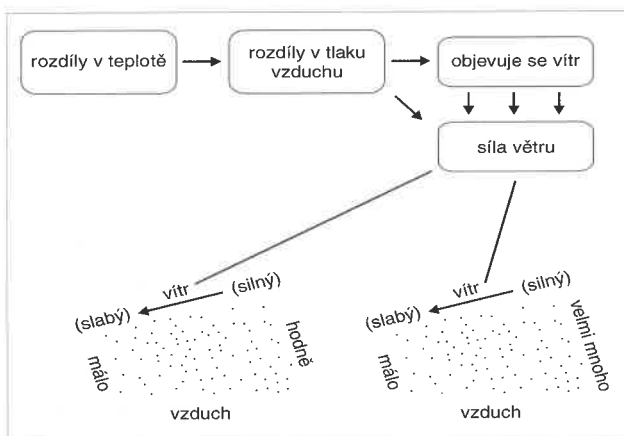 rozdíly v teplotě
rozdíly v tlaku
vzduchu
objevuje se vítr
síla větru
(slabý)
vítr
(silný)
málo
hodně
vzduch
(slabý)
vítr
(silný)
málo
velmi mnoho
vzduch